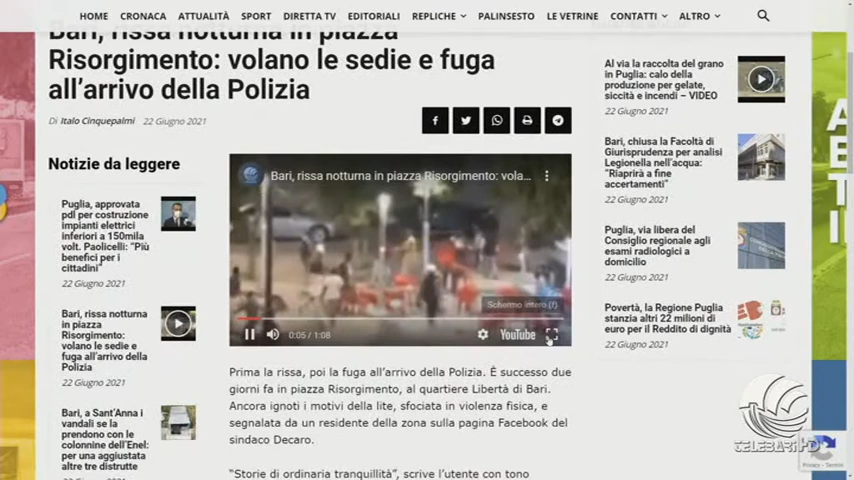 HOME CRONACA ATTUALITÀ SPORT DIRETTA TV EDITORIALI REPLICHE PALINSESTO LE VETRINE CONTATTI ALTRO
Bari, rissa notturna in piazza
Risorgimento: volano le sedie e fuga
all'arrivo della Polizia
Di Italo Cinquepalmi 22 Giugno 2021
Notizie da leggere
Puglia, approvata
pdl per costruzione
impianti elettrici
inferiori a 150mila
volt. Paolicelli: "Più
benefici per i
cittadini"
22 Giugno 2021
Bari, rissa notturna
in piazza
Risorgimento:
volano le sedie e
fuga all'arrivo della
Polizia
22 Giugno 2021
Bari, a Sant'Anna i
vandali se la
prendono con le
colonnine dell'Enel:
per una aggiustata
altre tre distrutte
Bari, rissa notturna in piazza Risorgimento: vola...
Schermo intero (f)
0:05 / 1:08
YouTube
Prima la rissa, poi la fuga all'arrivo della Polizia. È successo due
giorni fa in piazza Risorgimento, al quartiere Libertà di Bari.
Ancora ignoti i motivi della lite, sfociata in violenza fisica, e
segnalata da un residente della zona sulla pagina Facebook del
sindaco Decaro.
"Storie di ordinaria tranquillità", scrive l'utente con tono
Al via la raccolta del grano
in Puglia: calo della
produzione per gelate,
siccità e incendi – VIDEO
22 Giugno 2021
Bari, chiusa la Facoltà di
Giurisprudenza per analisi
Legionella nell'acqua:
"Riaprirà a fine
accertamenti"
22 Giugno 2021
Puglia, via libera del
Consiglio regionale agli
esami radiologici a
domicilio
22 Giugno 2021
Povertà, la Regione Puglia
stanzia altri 22 milioni di
euro per il Reddito di dignità
22 Giugno 2021
TELEBARI HD
Privacy - Termini